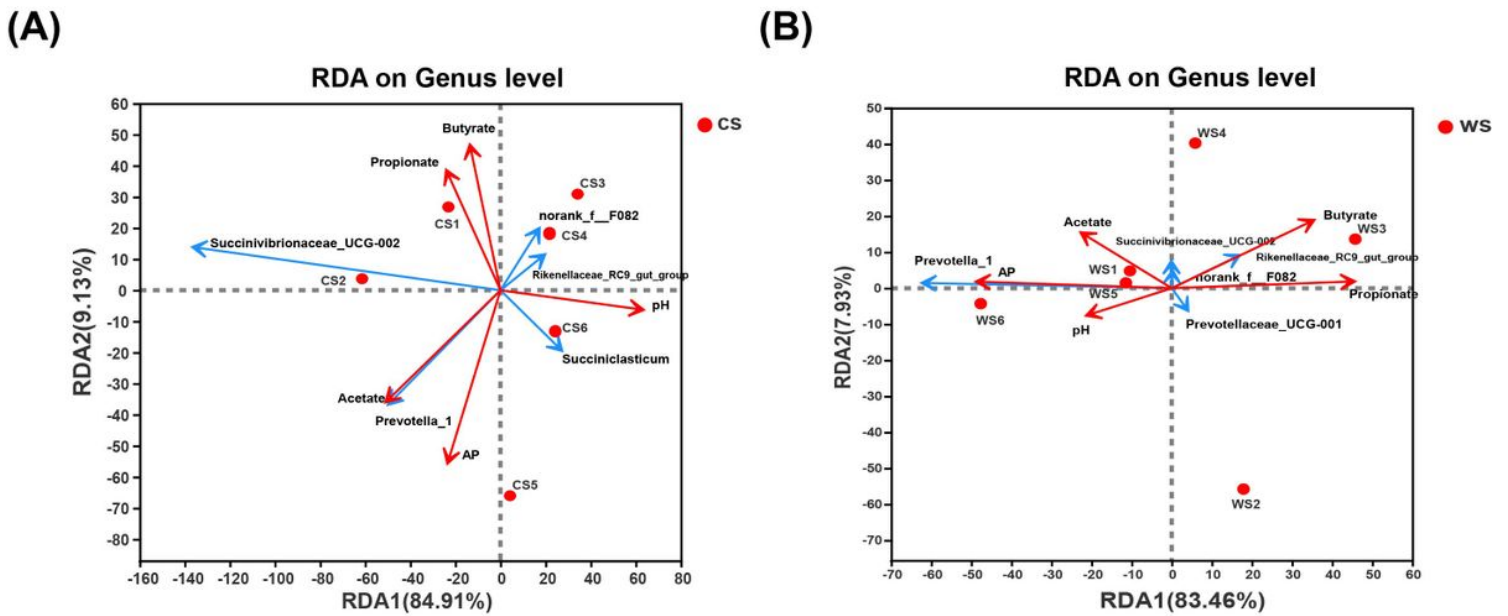 (A)
RDA on Genus level
CS
60
50
40
30
20
10
0
-10
-20
-30
-40
-50
-60
-70
-80
RDA2(9.13%)
Butyrate
Propionate
CS3
CS1
norank_f__F082
CS4
Succinivibrionaceae_UCG-002
Rikenellaceae_RC9_gut_group
CS2
pH
CS6
Succiniclasticum
Acetate
Prevotella_1
AP
CS5
-160 -140 -120 -100 -80 -60 -40 -20 0 20 40 60 80
RDA1(84.91%)
(B)
RDA on Genus level
WS
50
40
30
20
10
0
-10
-20
-30
-40
-50
-60
-70
RDA2(7.93%)
WS4
Acetate
Butyrate
WS3
Succinivibrionaceae_UCG-002
Rikenellaceae_RC9_gut_group
Prevotella_1
AP
WS1
norank_f__F082
WS5
Propionate
WS6
pH
Prevotellaceae_UCG-001
WS2
-70 -60 -50 -40 -30 -20 -10 0 10 20 30 40 50 60
RDA1(83.46%)